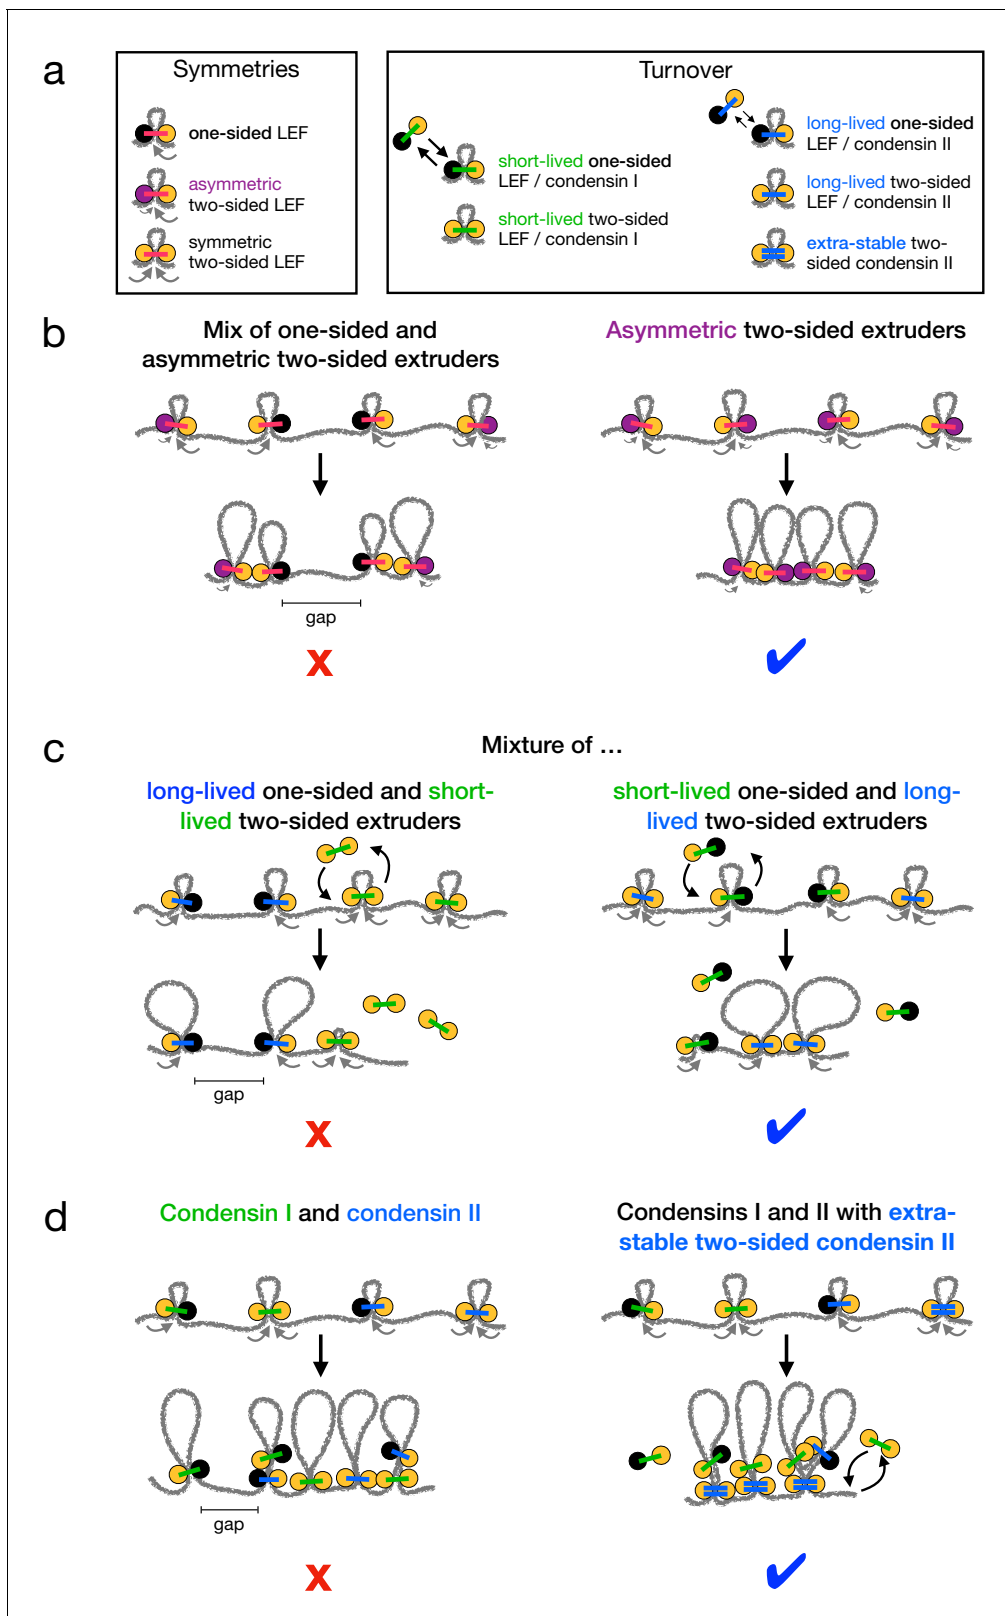 a
Symmetries
one-sided LEF
asymmetric
two-sided LEF
symmetric
two-sided LEF
Turnover
short-lived one-sided
LEF / condensin I
short-lived two-sided
LEF / condensin I
long-lived one-sided
LEF / condensin II
long-lived two-sided
LEF / condensin II
extra-stable two-
sided condensin II
b
Mix of one-sided and
asymmetric two-sided extruders
gap
x
Asymmetric two-sided extruders
c
Mixture of ...
long-lived one-sided and short-
lived two-sided extruders
gap
x
short-lived one-sided and long-
lived two-sided extruders
d
Condensin I and condensin II
gap
x
Condensins I and II with extra-
stable two-sided condensin II